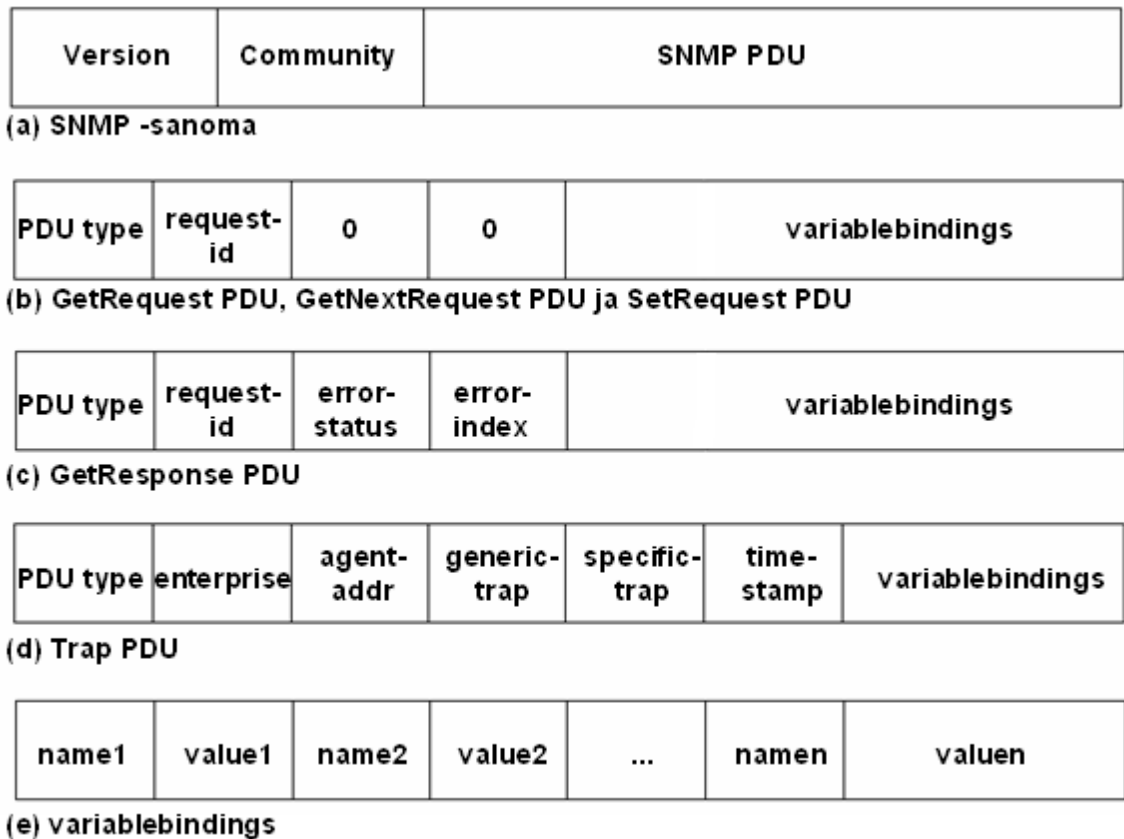 Version Community SNMP PDU
(a) SNMP -sanoma
PDU type request-id 0 0 variablebindings
(b) GetRequest PDU, GetNextRequest PDU ja SetRequest PDU
PDU type request-id error-status error-index variablebindings
(c) GetResponse PDU
PDU type enterprise agent-addr generic-trap specific-trap time-stamp variablebindings
(d) Trap PDU
name1 value1 name2 value2 ... namen valuen
(e) variablebindings